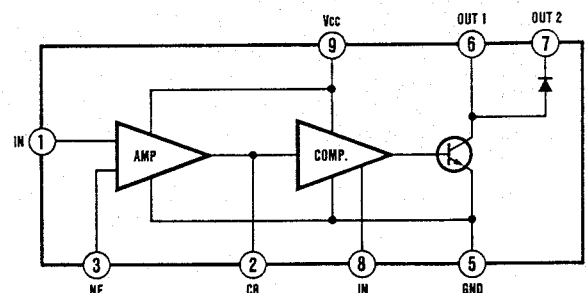 Vcc OUT 1 OUT 2
9 6 7
IN 1
AMP COMP.
3 2 8 5
NF CR IN GND